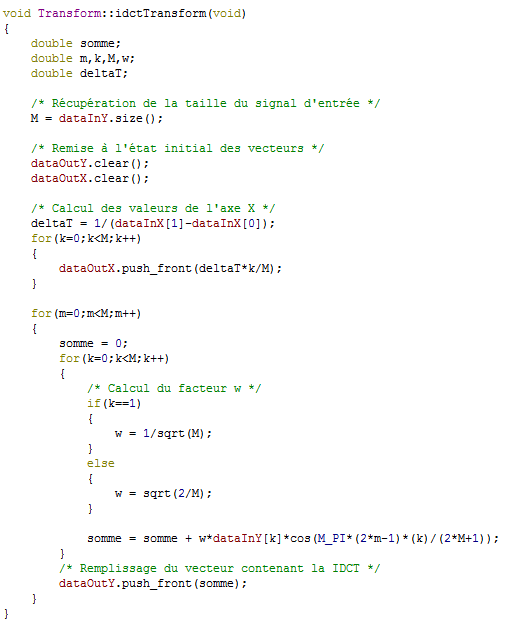 void Transform::idctTransform(void)
{
double somme;
double m,k,M,w;
double deltaT;
/* Récupération de la taille du signal d'entrée */
M = dataInY.size();
/* Remise à l'état initial des vecteurs */
dataOutY.clear();
dataOutX.clear();
/* Calcul des valeurs de l'axe X */
deltaT = 1/(dataInX[1]-dataInX[0]);
for(k=0;k<M;k++)
{
dataOutX.push_front(deltaT*k/M);
}
for(m=0;m<M;m++)
{
somme = 0;
for(k=0;k<M;k++)
{
/* Calcul du facteur w */
if(k==1)
{
w = 1/sqrt(M);
}
else
{
w = sqrt(2/M);
}
somme = somme + w*dataInY[k]*cos(M_PI*(2*m-1)*(k)/(2*M+1));
}
/* Remplissage du vecteur contenant la IDCT */
dataOutY.push_front(somme);
}
}